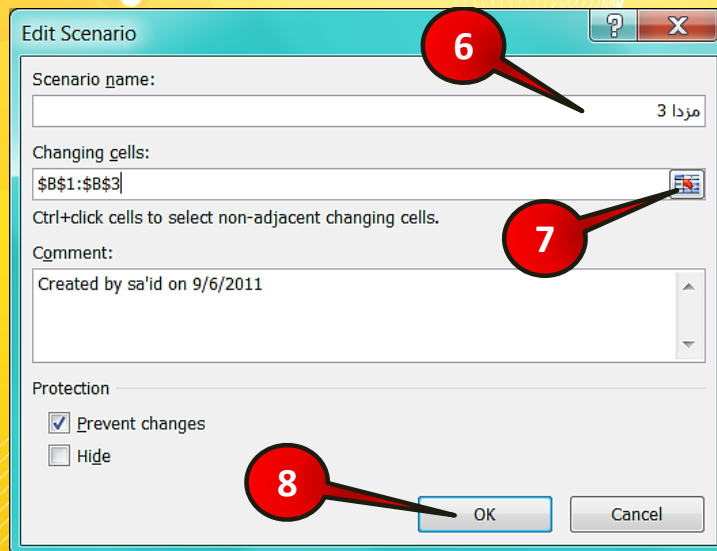 Edit Scenario
6
Scenario name:
مزدا 3
Changing cells:
$B$1:$B$3
Ctrl+click cells to select non-adjacent changing cells.
7
Comment:
Created by sa'id on 9/6/2011
Protection
Prevent changes
Hide
8
OK Cancel